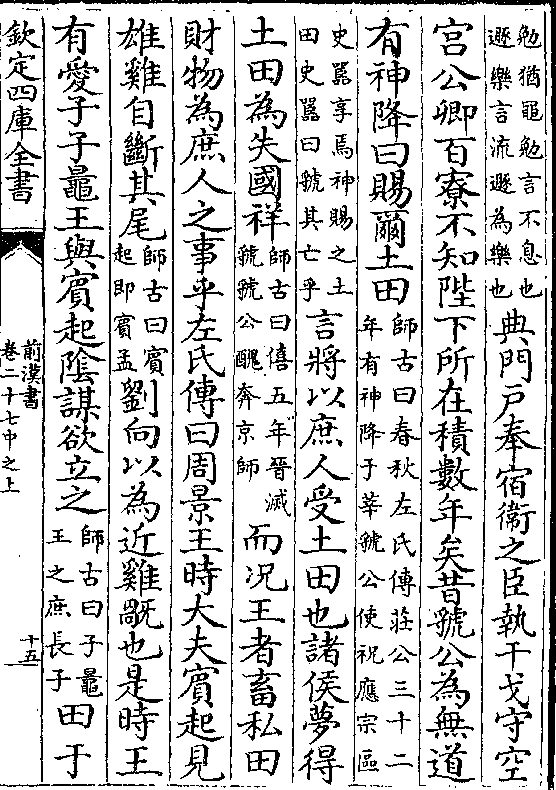 勉猶黽勉言不息也
遯樂言流遯為樂也
典門戸奉宿衞之臣執干戈守空
宮公卿百寮不知陛下所在積數年矣昔虢公為無道
有神降曰賜爾土田
師古曰春秋左氏傳莊公三十二
年有神降于莘虢公使祝應宗區
史嚚享焉神賜之土
田史嚚曰虢其亡乎
言將以庶人受土田也諸侯夢得
土田為失國祥
師古曰僖五年晉滅
虢虢公醜奔京師
而况王者畜私田
財物為庶人之事乎左氏傳曰周景王時大夫賓起見
雄雞自斷其尾
師古曰賓
起即賓孟
劉向以為近雞旤也是時王
有愛子子鼂王與賓起陰謀欲立之
師古曰子鼂
王之庶長子
田于
欽定四庫全書
前漢書
卷二十七中之上
十五